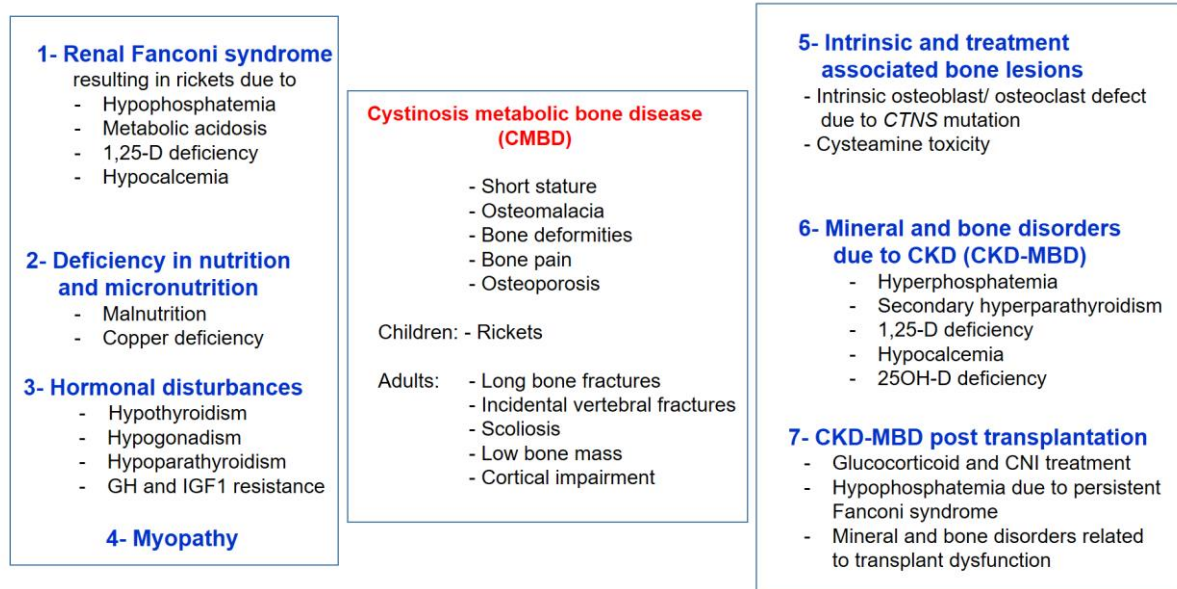 1- Renal Fanconi syndrome
resulting in rickets due to
- Hypophosphatemia
- Metabolic acidosis
- 1,25-D deficiency
- Hypocalcemia
2- Deficiency in nutrition
and micronutrition
- Malnutrition
- Copper deficiency
3- Hormonal disturbances
- Hypothyroidism
- Hypogonadism
- Hypoparathyroidism
- GH and IGF1 resistance
4- Myopathy
Cystinosis metabolic bone disease
(CMBD)
- Short stature
- Osteomalacia
- Bone deformities
- Bone pain
- Osteoporosis
Children: - Rickets
Adults: - Long bone fractures
- Incidental vertebral fractures
- Scoliosis
- Low bone mass
- Cortical impairment
5- Intrinsic and treatment
associated bone lesions
- Intrinsic osteoblast/ osteoclast defect
due to CTNS mutation
- Cysteamine toxicity
6- Mineral and bone disorders
due to CKD (CKD-MBD)
- Hyperphosphatemia
- Secondary hyperparathyroidism
- 1,25-D deficiency
- Hypocalcemia
- 25OH-D deficiency
7- CKD-MBD post transplantation
- Glucocorticoid and CNI treatment
- Hypophosphatemia due to persistent
Fanconi syndrome
- Mineral and bone disorders related
to transplant dysfunction